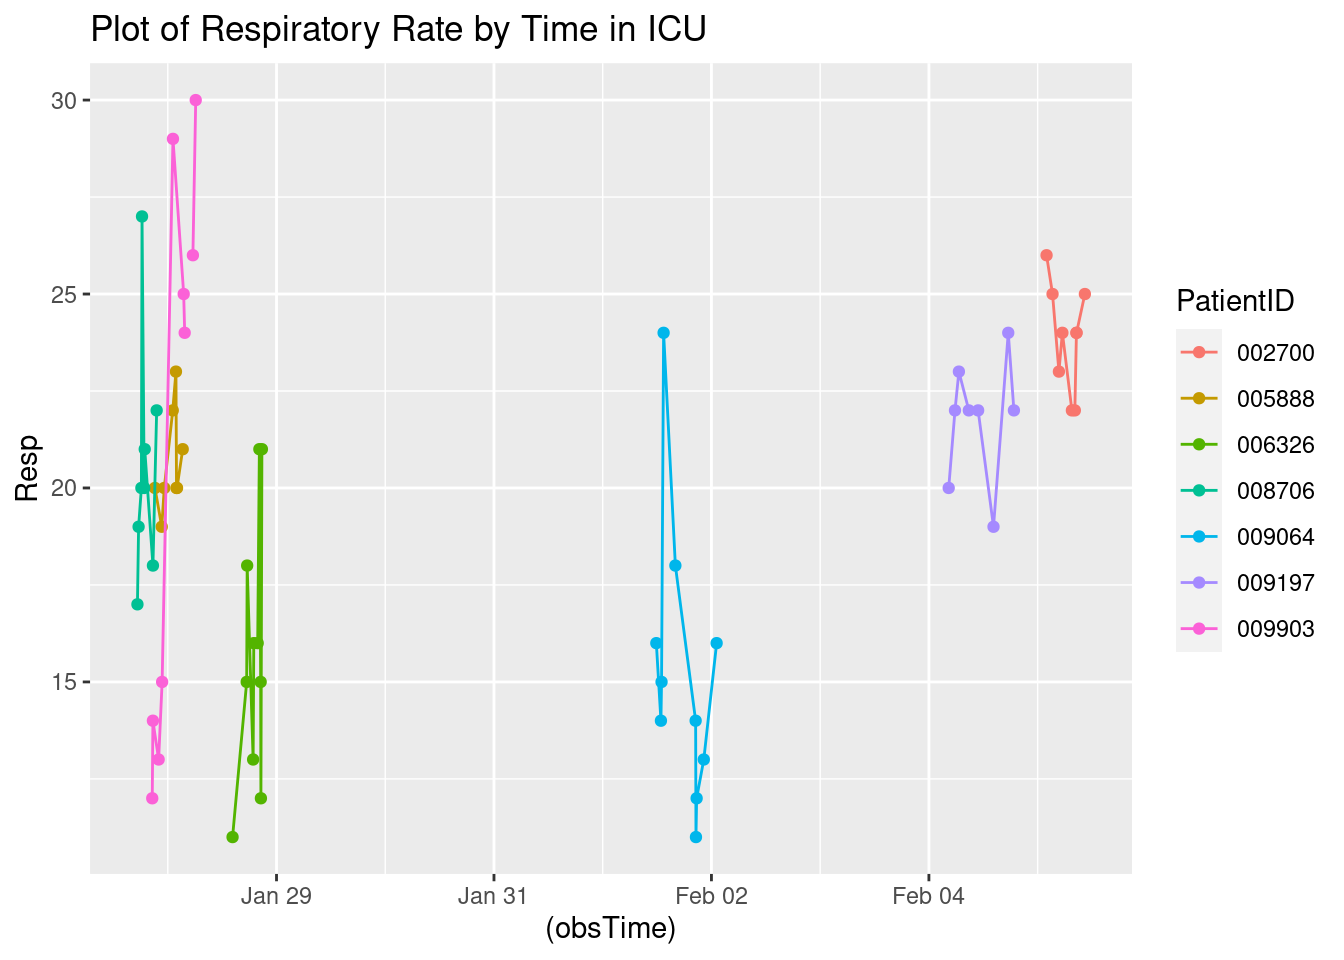 Plot of Respiratory Rate by Time in ICU
30
25
20
15
Resp
Jan 29
Jan 31
Feb 02
Feb 04
(obsTime)
PatientID
002700
005888
006326
008706
009064
009197
009903